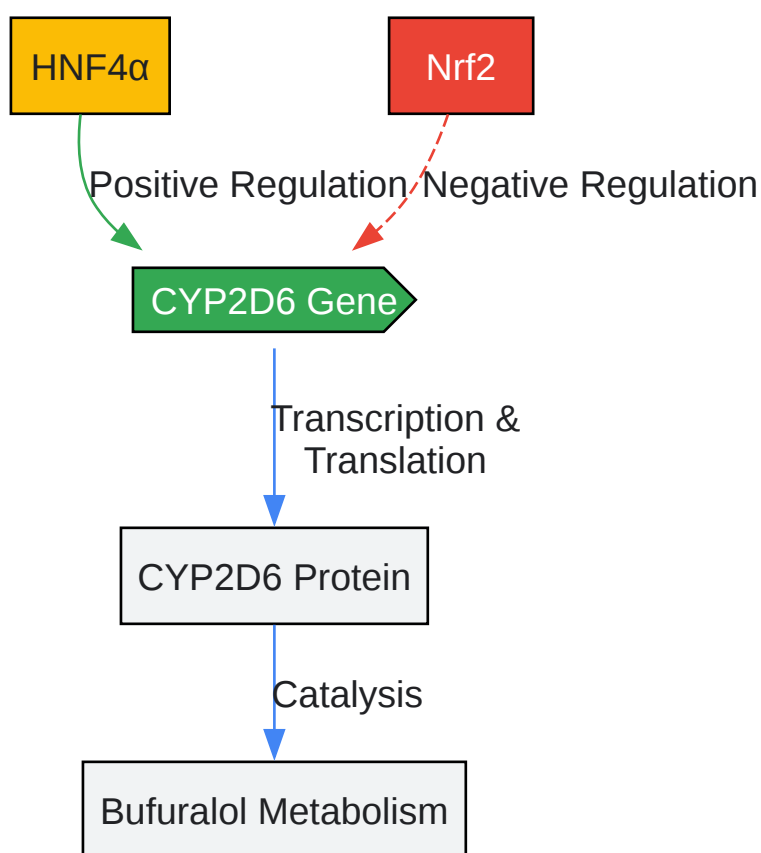 HNF4α
Nrf2
Positive Regulation
Negative Regulation
CYP2D6 Gene
Transcription &
Translation
CYP2D6 Protein
Catalysis
Bufuralol Metabolism